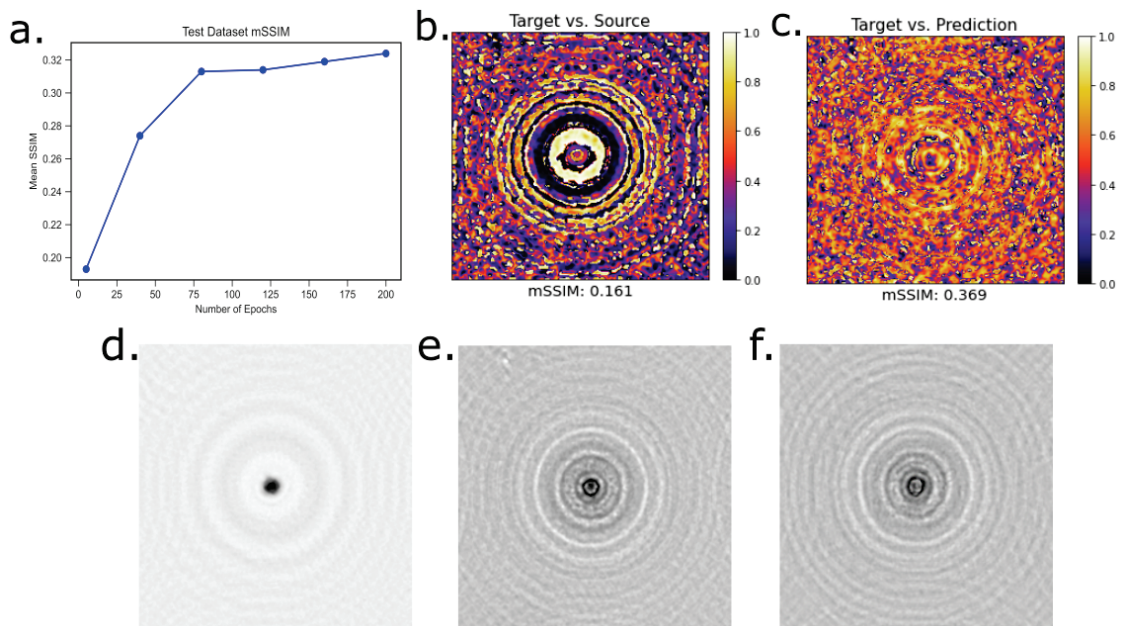 a.
Test Dataset mSSIM
Mean SSIM
0.32
0.30
0.28
0.26
0.24
0.22
0.20
0 25 50 75 100 125 150 175 200
Number of Epochs
b.
Target vs. Source
1.0
0.8
0.6
0.4
0.2
0.0
mSSIM: 0.161
c.
Target vs. Prediction
1.0
0.8
0.6
0.4
0.2
0.0
mSSIM: 0.369
d.
e.
f.